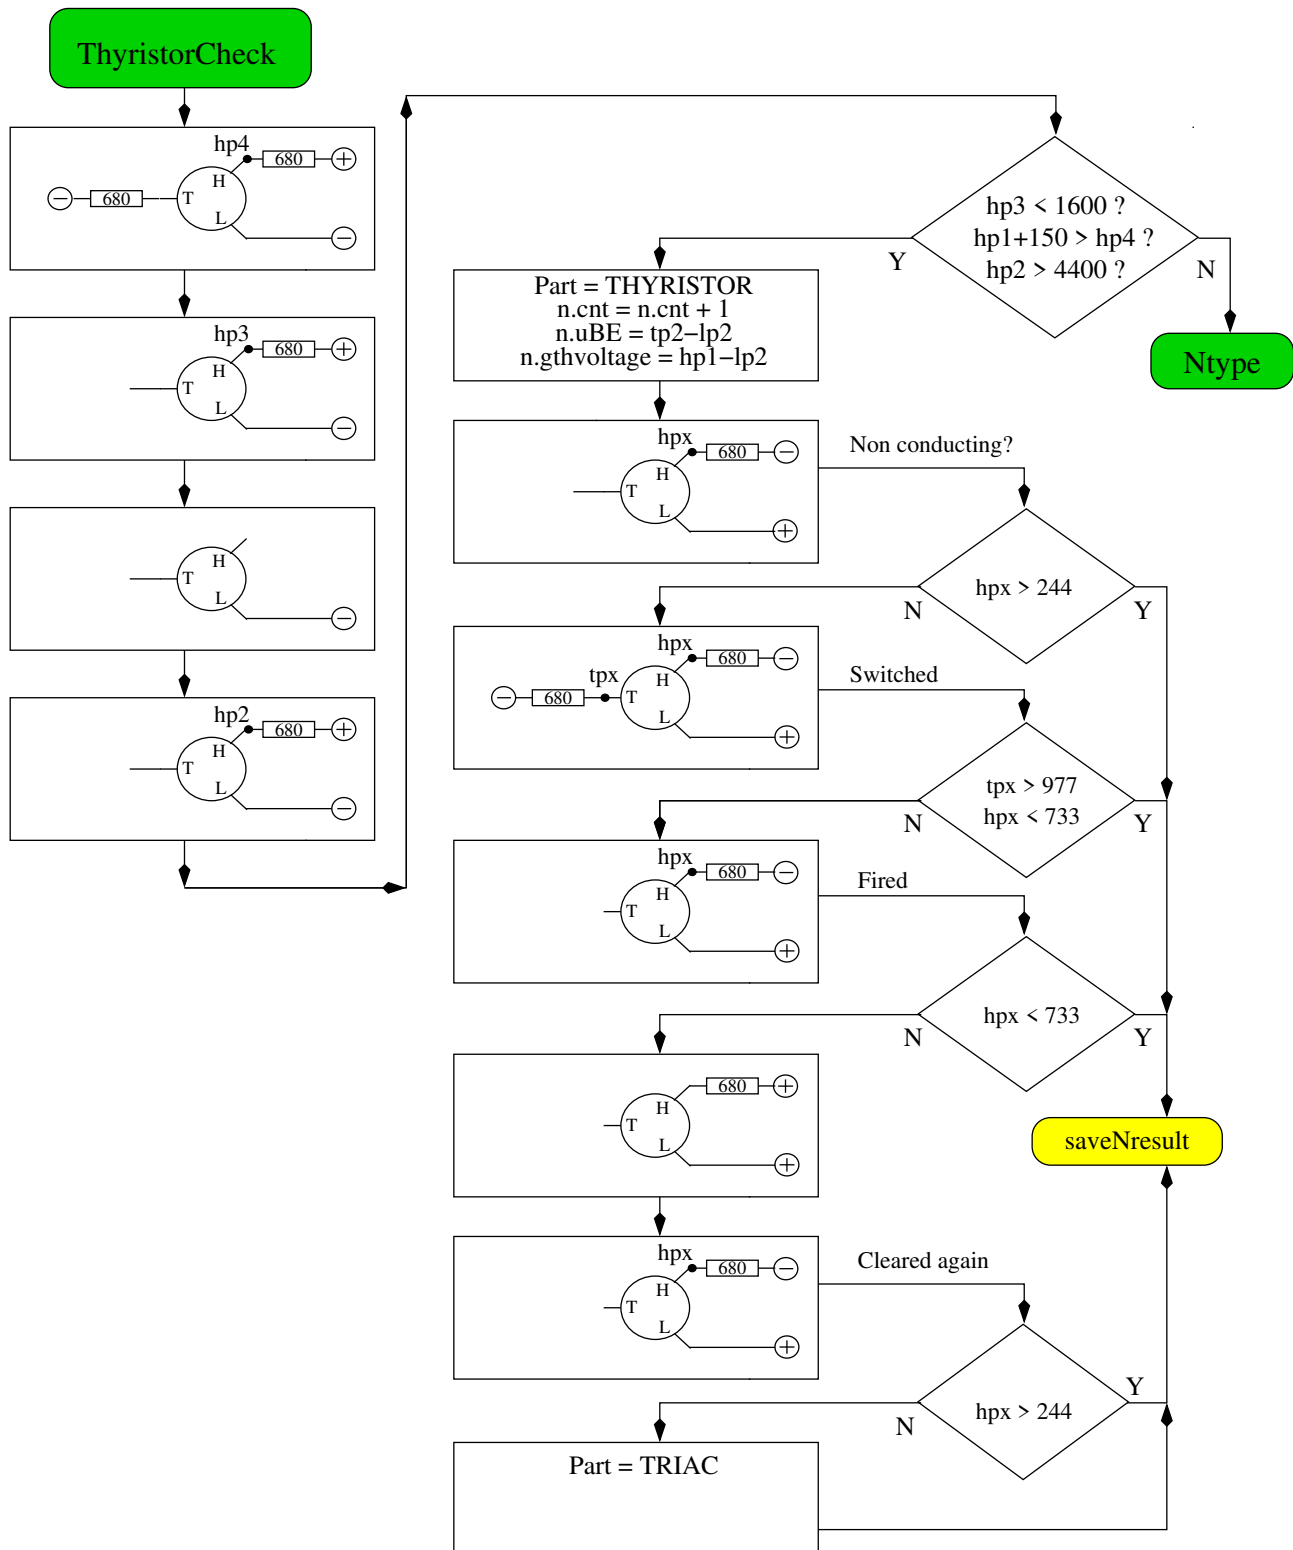 ThyristorCheck
hp4
680 +
− 680 T H
L
−
hp3
680 +
T H
L
−
T H
L
−
hp2
680 +
T H
L
−
hp3 < 1600 ?
hp1+150 > hp4 ?
hp2 > 4400 ?
Y
N
Ntype
Part = THYRISTOR
n.cnt = n.cnt + 1
n.uBE = tp2−lp2
n.gthvoltage = hp1−lp2
hpx
680 −
T H
L
+
Non conducting?
hpx > 244
N
Y
hpx
680 −
tpx
− 680 T H
L
+
Switched
tpx > 977
hpx < 733
N
Y
hpx
680 −
T H
L
+
Fired
hpx < 733
N
Y
680 +
T H
L
+
saveNresult
hpx
680 −
T H
L
+
Cleared again
hpx > 244
N
Y
Part = TRIAC